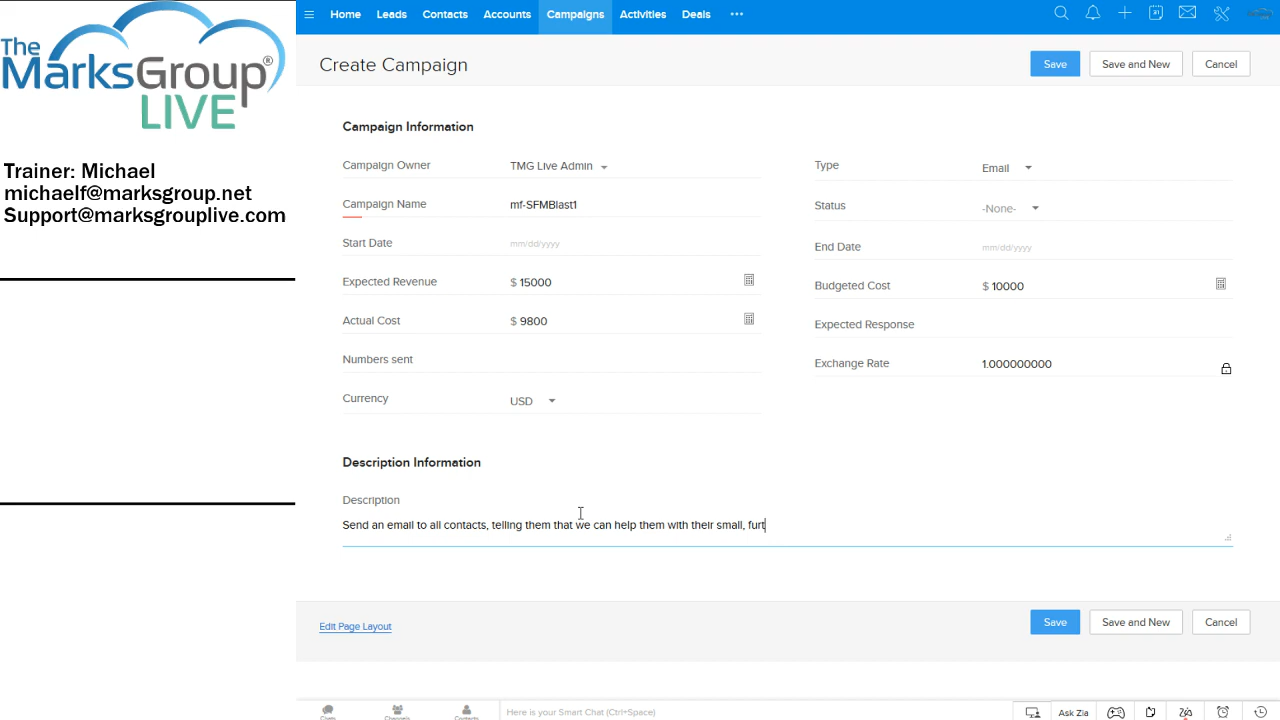 The
MarksGroup®
LIVE
Trainer: Michael
michaelf@marksgroup.net
Support@marksgrouplive.com
Home Leads Contacts Accounts Campaigns Activities Deals •••
Create Campaign Save Save and New Cancel
Campaign Information
Campaign Owner TMG Live Admin Type Email
Campaign Name mf-SFMBlast1 Status -None-
Start Date mm/dd/yyyy End Date mm/dd/yyyy
Expected Revenue $ 15000 Budgeted Cost $ 10000
Actual Cost $ 9800 Expected Response
Numbers sent Exchange Rate 1.000000000
Currency USD
Description Information
Description
Send an email to all contacts, telling them that we can help them with their small, furt
Edit Page Layout Save Save and New Cancel
Chats Channels Contacts Here is your Smart Chat (Ctrl+Space) Ask Zia